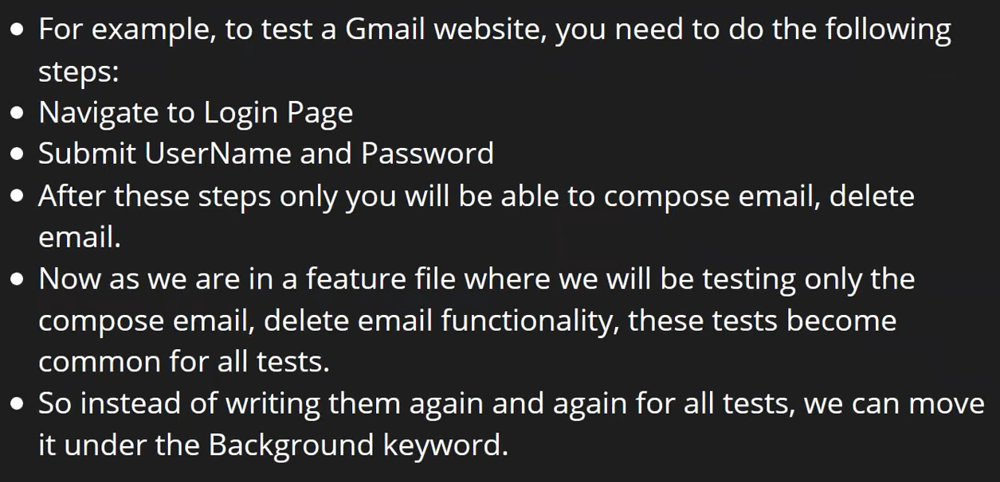 • For example, to test a Gmail website, you need to do the following
steps:
• Navigate to Login Page
• Submit UserName and Password
• After these steps only you will be able to compose email, delete
email.
• Now as we are in a feature file where we will be testing only the
compose email, delete email functionality, these tests become
common for all tests.
• So instead of writing them again and again for all tests, we can move
it under the Background keyword.